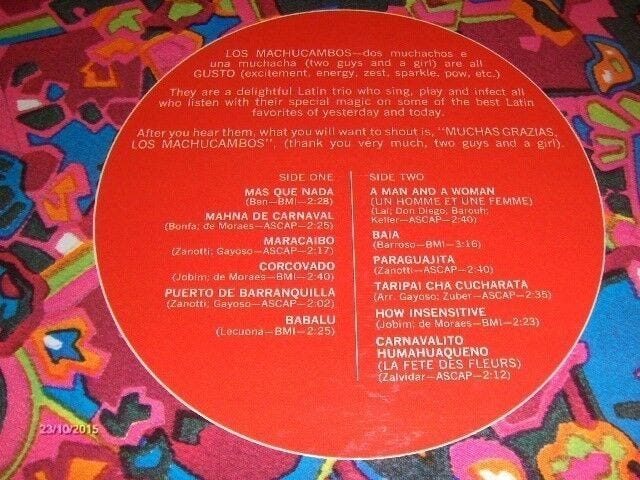 LOS MACHUCAMBOS—dos muchachos e
una muchacha (two guys and a girl) are all
GUSTO (excitement, energy, zest, sparkle, pow, etc.)
They are a delightful Latin trio who sing, play and infect all
who listen with their special magic on some of the best Latin
favorites of yesterday and today.
After you hear them, what you will want to shout is, "MUCHAS GRAZIAS,
LOS MACHUCAMBOS", (thank you very much, two guys and a girl).
SIDE ONE
MAS QUE NADA
(Ben—BMI—2:28)
MAHNA DE CARNAVAL
(Bonfa; de Moraes—ASCAP—2:25)
MARACAIBO
(Zanotti; Gayoso—ASCAP—2:17)
CORCOVADO
(Jobim; de Moraes—BMI—2:40)
PUERTO DE BARRANQUILLA
(Zanotti; Gayoso—ASCAP—2:02)
BABALU
(Lecuona—BMI—2:25)
SIDE TWO
A MAN AND A WOMAN
(UN HOMME ET UNE FEMME)
(Lai; Don Diego; Barouh;
Keller—ASCAP—2:40)
BAIA
(Barroso—BMI—3:16)
PARAGUAJITA
(Zanotti—ASCAP—2:40)
TARIPAI CHA CUCHARATA
(Arr. Gayoso; Zuber—ASCAP—2:35)
HOW INSENSITIVE
(Jobim; de Moraes—BMI—2:23)
CARNAVALITO
HUMAHUAQUENO
(LA FETE DES FLEURS)
(Zalvidar—ASCAP—2:12)
23/10/2015